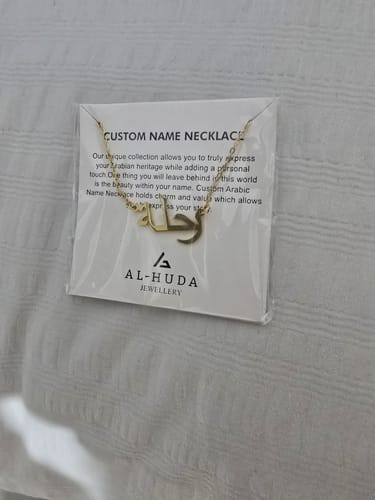 CUSTOM NAME NECKLACE
Our unique collection allows you to truly express
your Arabian heritage while adding a personal
touch One thing you will leave behind in this world
is the beauty within your name. Custom Arabic
Name Necklace holds charm and value which allows
express your
AL-HUDA
JEWELLERY